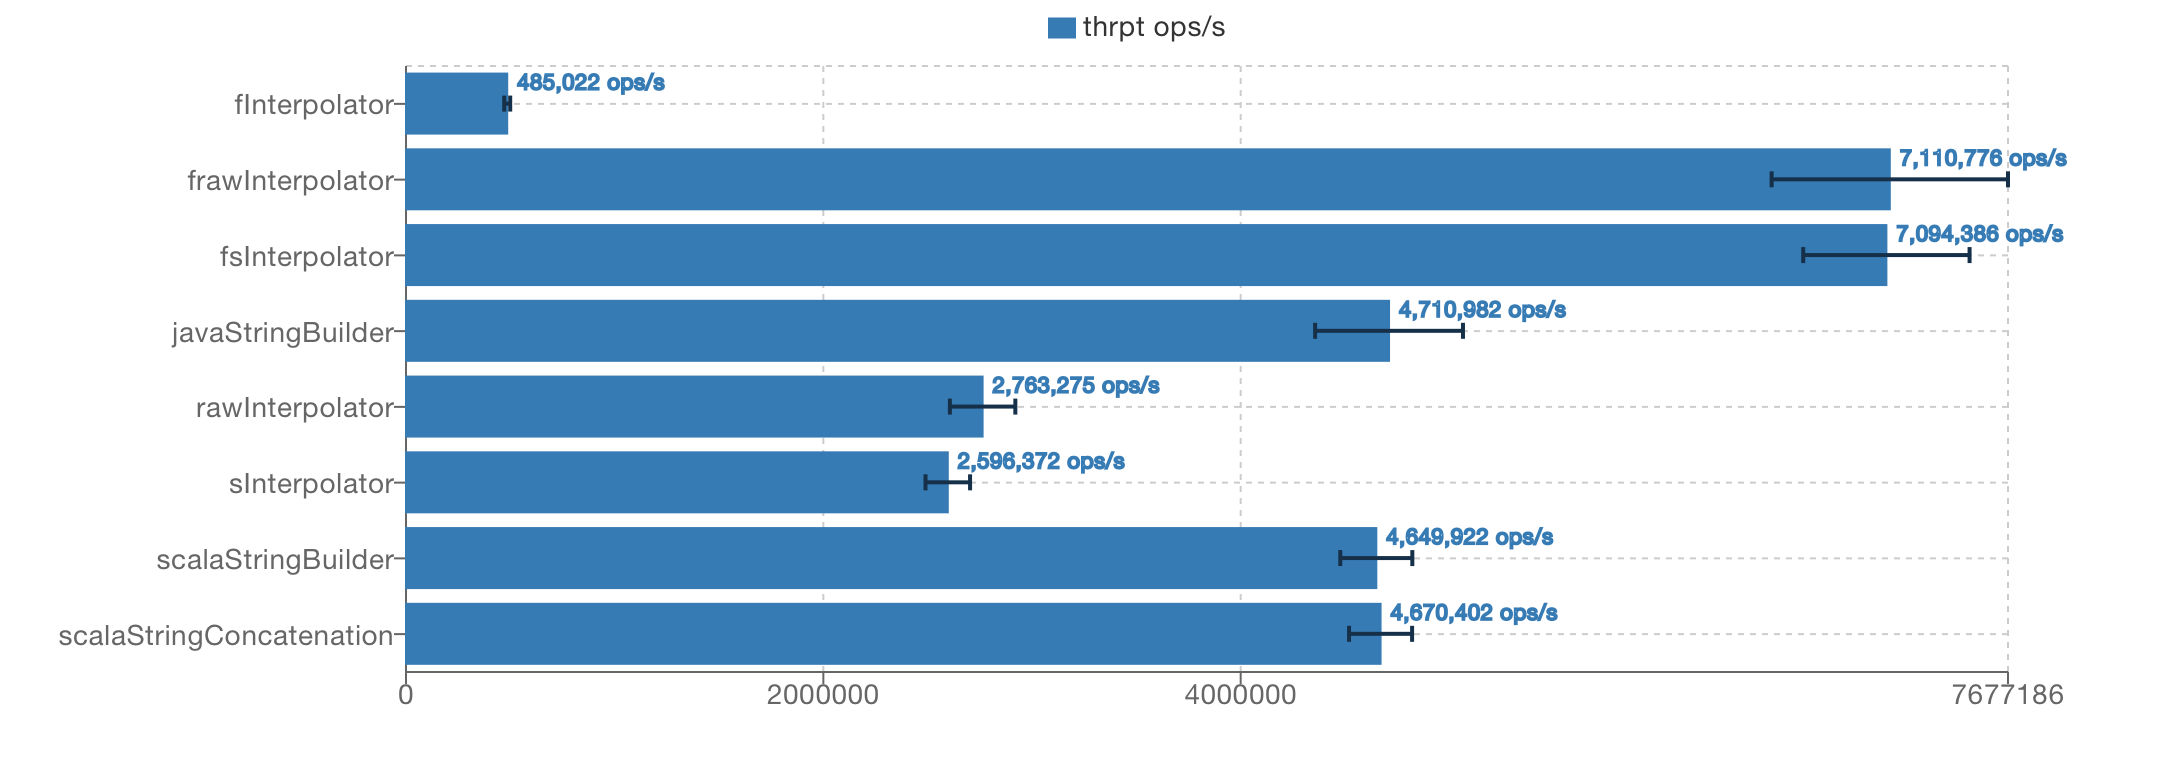 thrpt ops/s
fInterpolator
485,022 ops/s
frawInterpolator
7,110,776 ops/s
fsInterpolator
7,094,386 ops/s
javaStringBuilder
4,710,982 ops/s
rawInterpolator
2,763,275 ops/s
sInterpolator
2,596,372 ops/s
scalaStringBuilder
4,649,922 ops/s
scalaStringConcatenation
4,670,402 ops/s
0 2000000 4000000 7677186